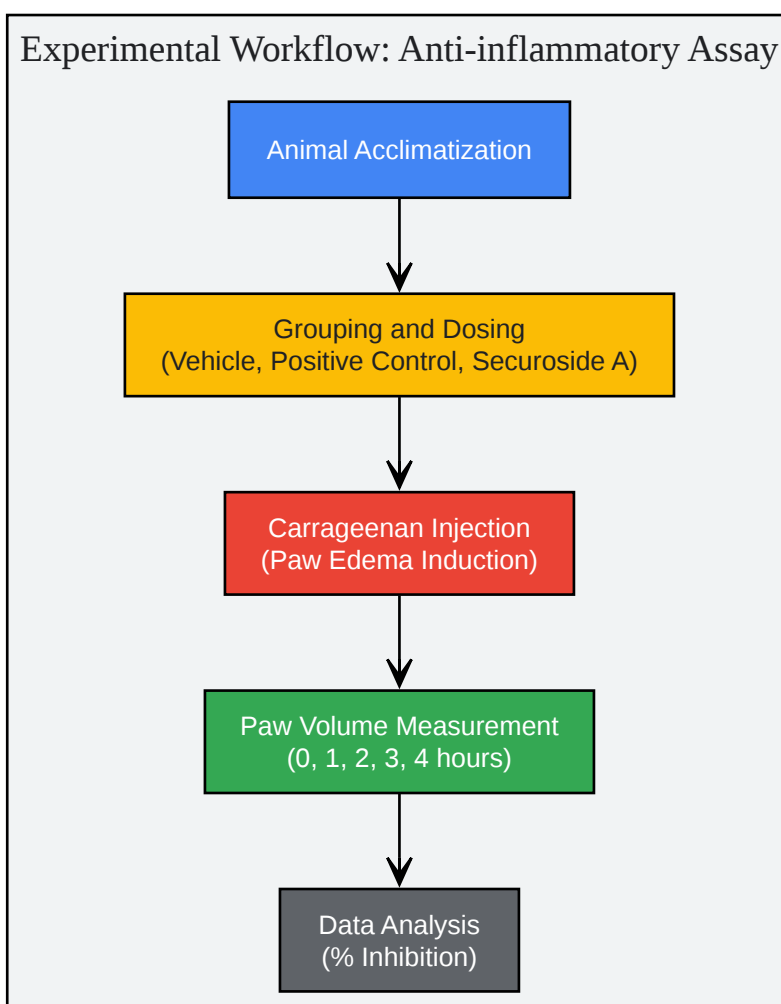 Experimental Workflow: Anti-inflammatory Assay
Animal Acclimatization
Grouping and Dosing
(Vehicle, Positive Control, Securoside A)
Carrageenan Injection
(Paw Edema Induction)
Paw Volume Measurement
(0, 1, 2, 3, 4 hours)
Data Analysis
(% Inhibition)